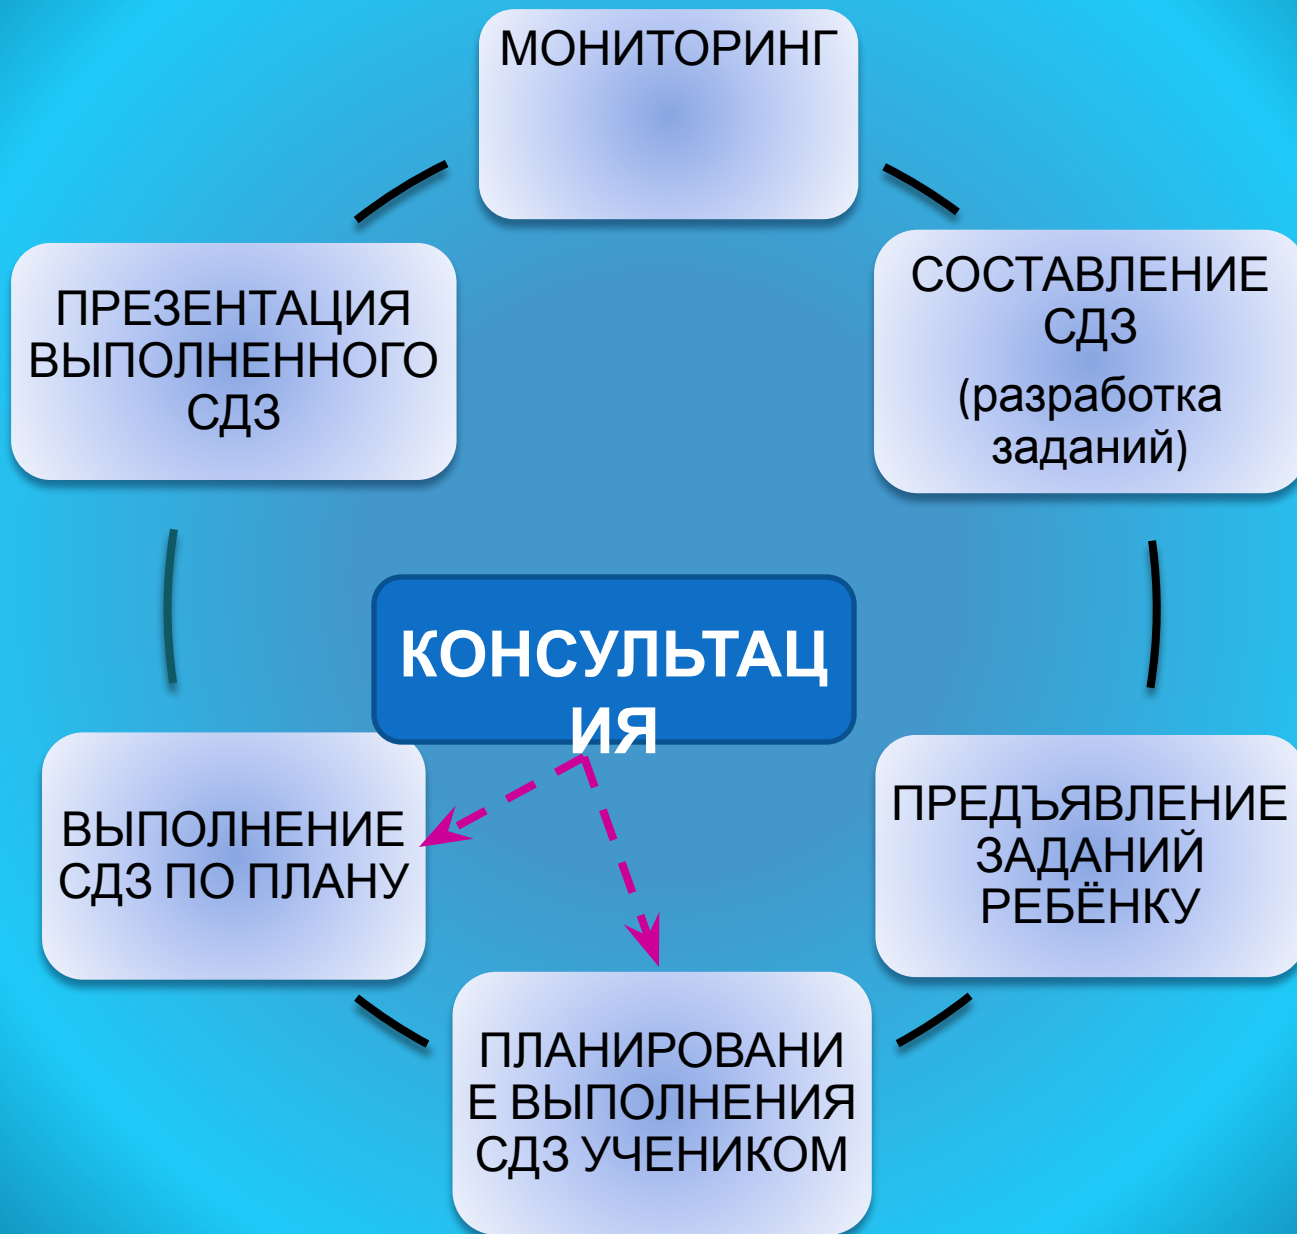 МОНИТОРИНГ
СОСТАВЛЕНИЕ
СДЗ
(разработка
заданий)
ПРЕДЪЯВЛЕНИЕ
ЗАДАНИЙ
РЕБЁНКУ
ПЛАНИРОВАНИ
Е ВЫПОЛНЕНИЯ
СДЗ УЧЕНИКОМ
ВЫПОЛНЕНИЕ
СДЗ ПО ПЛАНУ
ПРЕЗЕНТАЦИЯ
ВЫПОЛНЕННОГО
СДЗ
КОНСУЛЬТАЦ
ИЯ